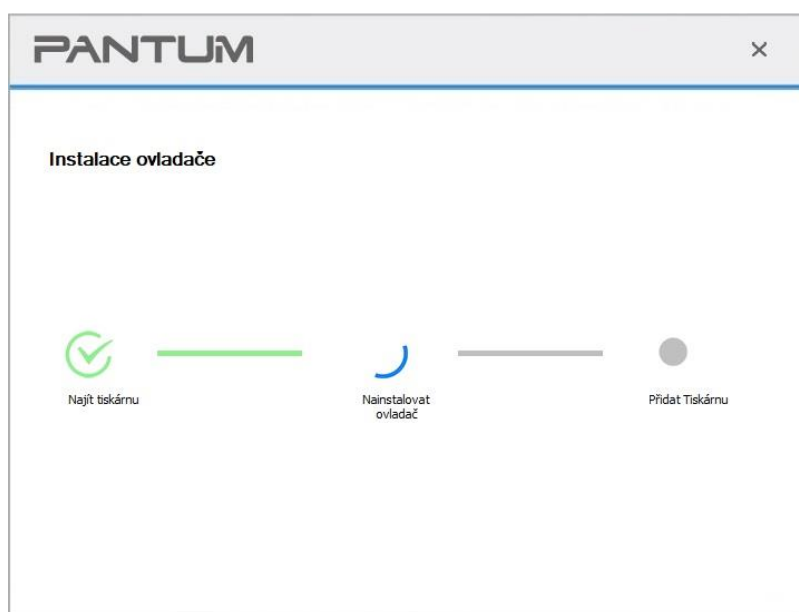 PANTUM
Instalace ovladače
Najít tiskárnu
Nainstalovat
ovladač
Přidat Tiskárnu